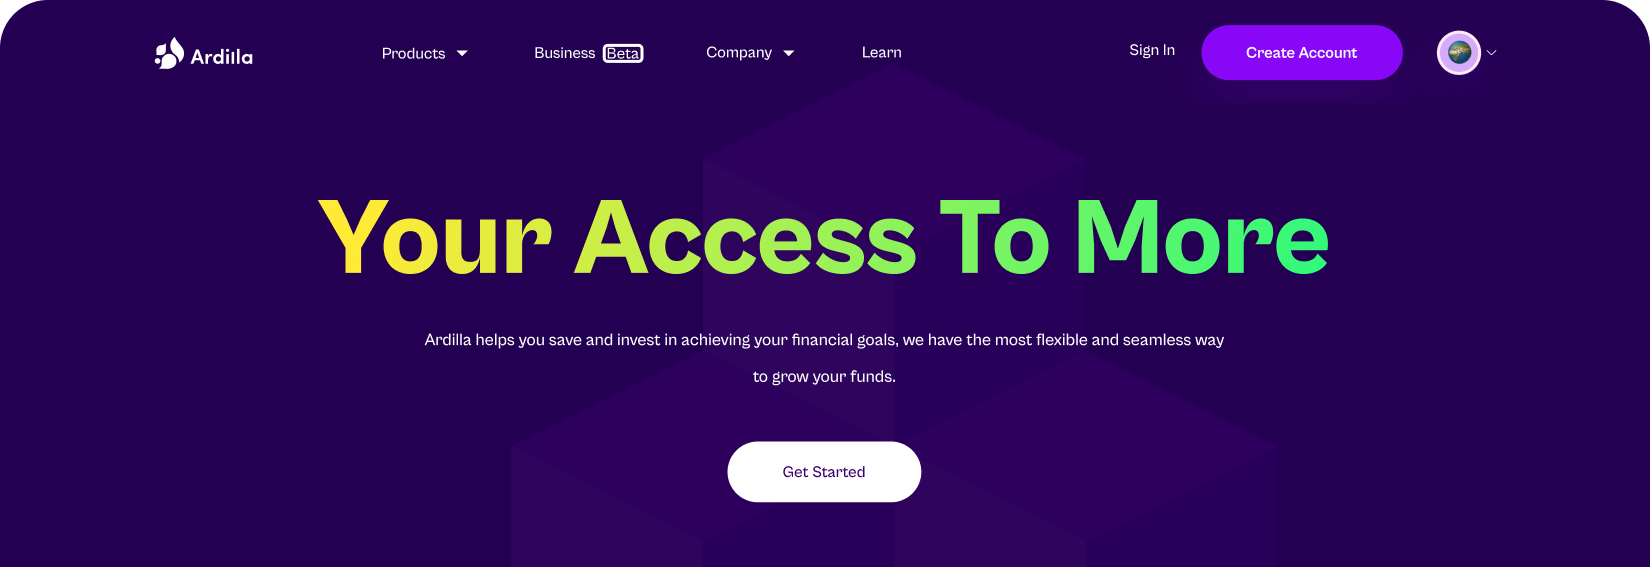 Ardilla Products Business Beta Company Learn Sign In Create Account
Your Access To More
Ardilla helps you save and invest in achieving your financial goals, we have the most flexible and seamless way
to grow your funds.
Get Started